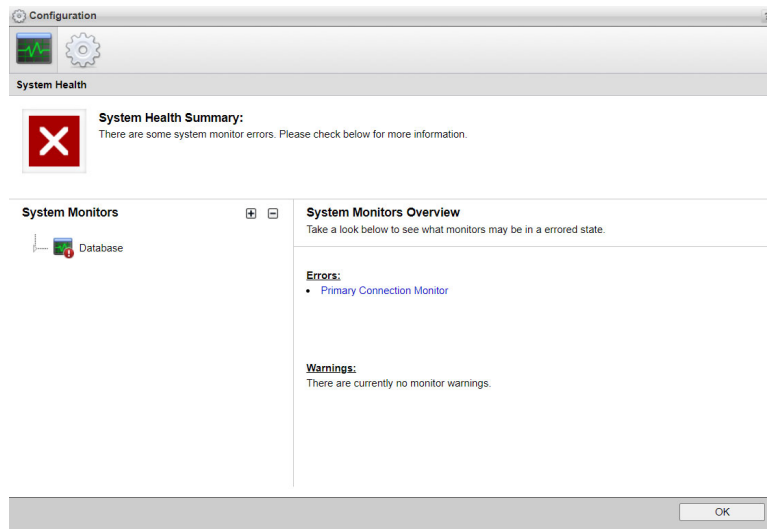 Configuration
System Health
System Health Summary:
There are some system monitor errors. Please check below for more information.
System Monitors
Database
System Monitors Overview
Take a look below to see what monitors may be in a errored state.
Errors:
• Primary Connection Monitor
Warnings:
There are currently no monitor warnings.
OK